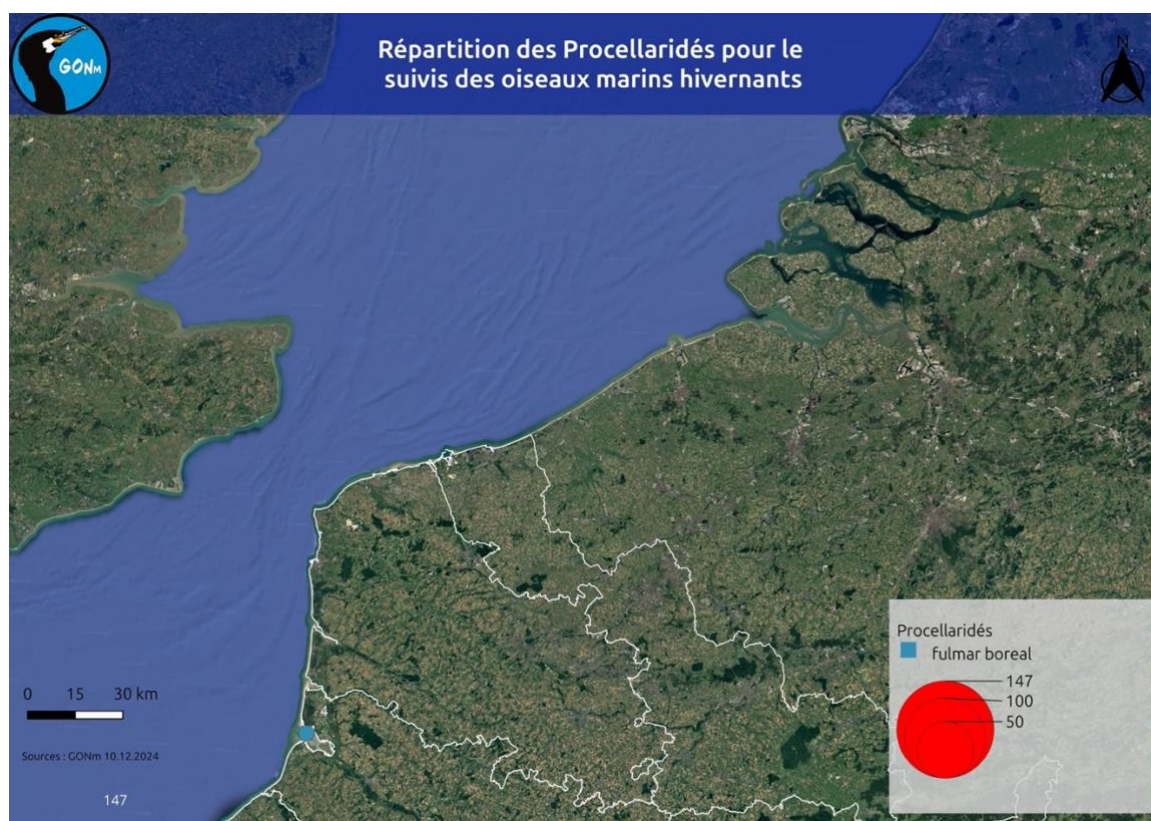 GONm
Répartition des Procellaridés pour le
suivis des oiseaux marins hivernants
N
Procellaridés
fulmar boreal
147
100
50
0 15 30 km
4
Sources : GONm 10.12.2024
147